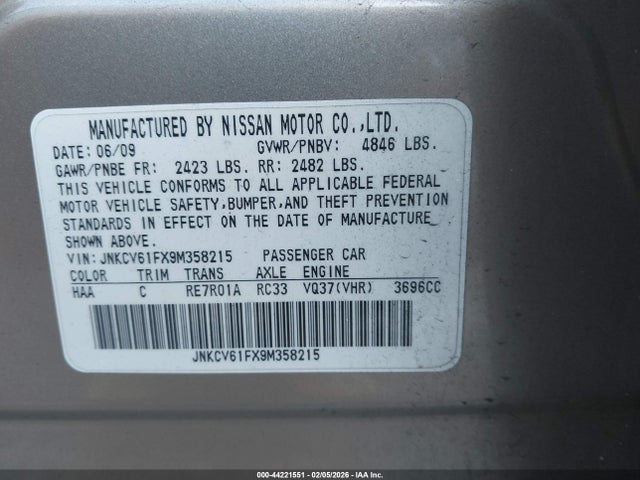 MANUFACTURED BY NISSAN MOTOR CO.,LTD.
DATE: 06/09 GVWR/PNBV: 4846 LBS.
GAWR/PNBE FR: 2423 LBS. RR: 2482 LBS.
THIS VEHICLE CONFORMS TO ALL APPLICABLE FEDERAL
MOTOR VEHICLE SAFETY,BUMPER,AND THEFT PREVENTION
STANDARDS IN EFFECT ON THE DATE OF MANUFACTURE
SHOWN ABOVE.
VIN: JNKCV61FX9M358215 PASSENGER CAR
COLOR TRIM TRANS AXLE ENGINE
HAA C RE7R01A RC33 VQ37(VHR) 3696CC
JNKCV61FX9M358215
000-44221551 - 02/05/2026 - IAA Inc.